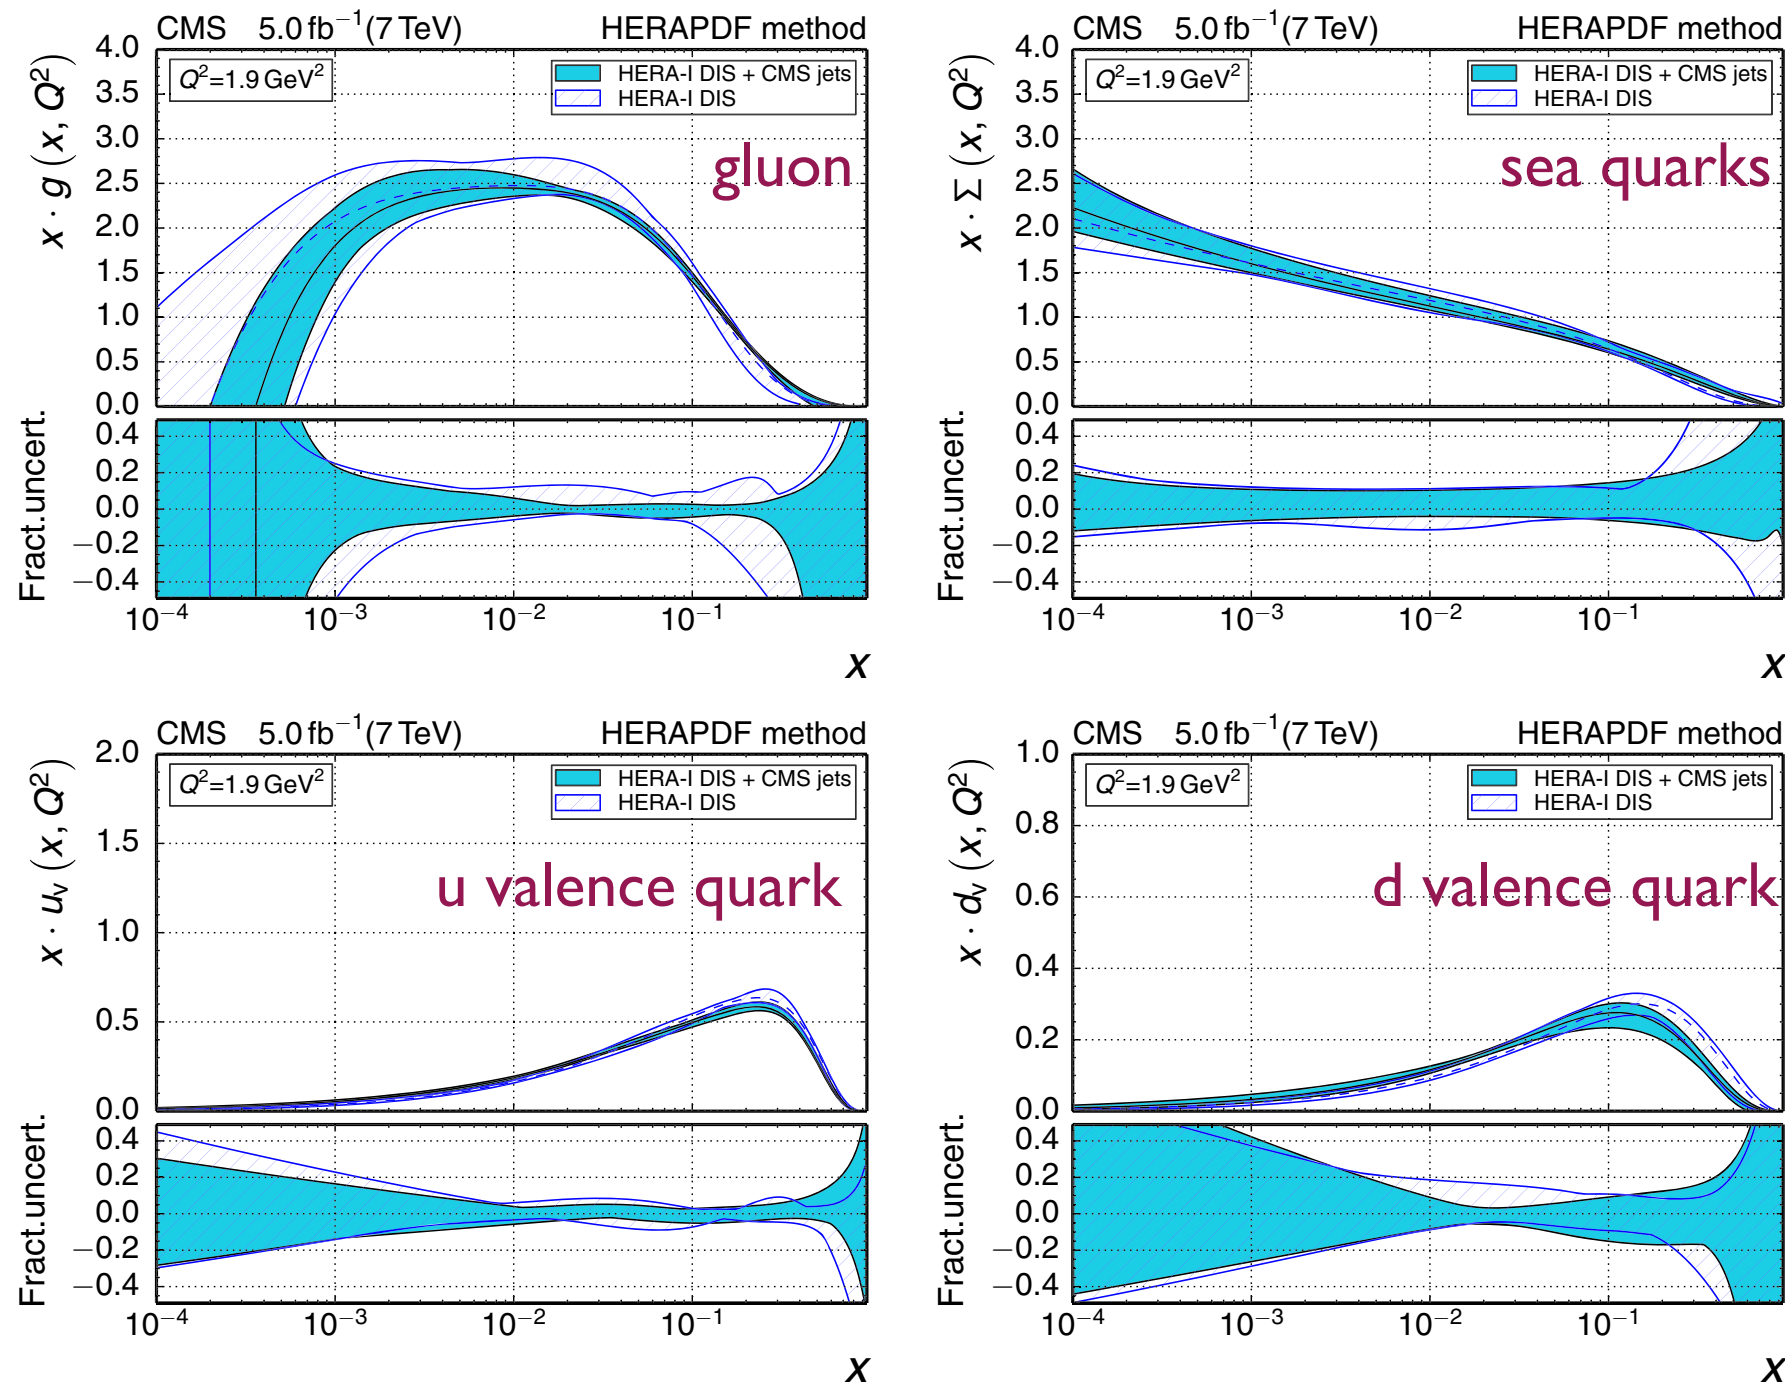 CMS 5.0 fb⁻¹(7 TeV) HERAPDF method
Q²=1.9 GeV²
HERA-I DIS + CMS jets
HERA-I DIS
gluon
x · g (x, Q²)
4.0
3.5
3.0
2.5
2.0
1.5
1.0
0.5
0.0
Fract.uncert.
0.4
0.2
0.0
−0.2
−0.4
10⁻⁴ 10⁻³ 10⁻² 10⁻¹
x
CMS 5.0 fb⁻¹(7 TeV) HERAPDF method
Q²=1.9 GeV²
HERA-I DIS + CMS jets
HERA-I DIS
sea quarks
x · Σ (x, Q²)
4.0
3.5
3.0
2.5
2.0
1.5
1.0
0.5
0.0
Fract.uncert.
0.4
0.2
0.0
−0.2
−0.4
10⁻⁴ 10⁻³ 10⁻² 10⁻¹
x
CMS 5.0 fb⁻¹(7 TeV) HERAPDF method
Q²=1.9 GeV²
HERA-I DIS + CMS jets
HERA-I DIS
u valence quark
x · uᵥ (x, Q²)
2.0
1.5
1.0
0.5
0.0
Fract.uncert.
0.4
0.2
0.0
−0.2
−0.4
10⁻⁴ 10⁻³ 10⁻² 10⁻¹
x
CMS 5.0 fb⁻¹(7 TeV) HERAPDF method
Q²=1.9 GeV²
HERA-I DIS + CMS jets
HERA-I DIS
d valence quark
x · dᵥ (x, Q²)
1.0
0.8
0.6
0.4
0.2
0.0
Fract.uncert.
0.4
0.2
0.0
−0.2
−0.4
10⁻⁴ 10⁻³ 10⁻² 10⁻¹
x